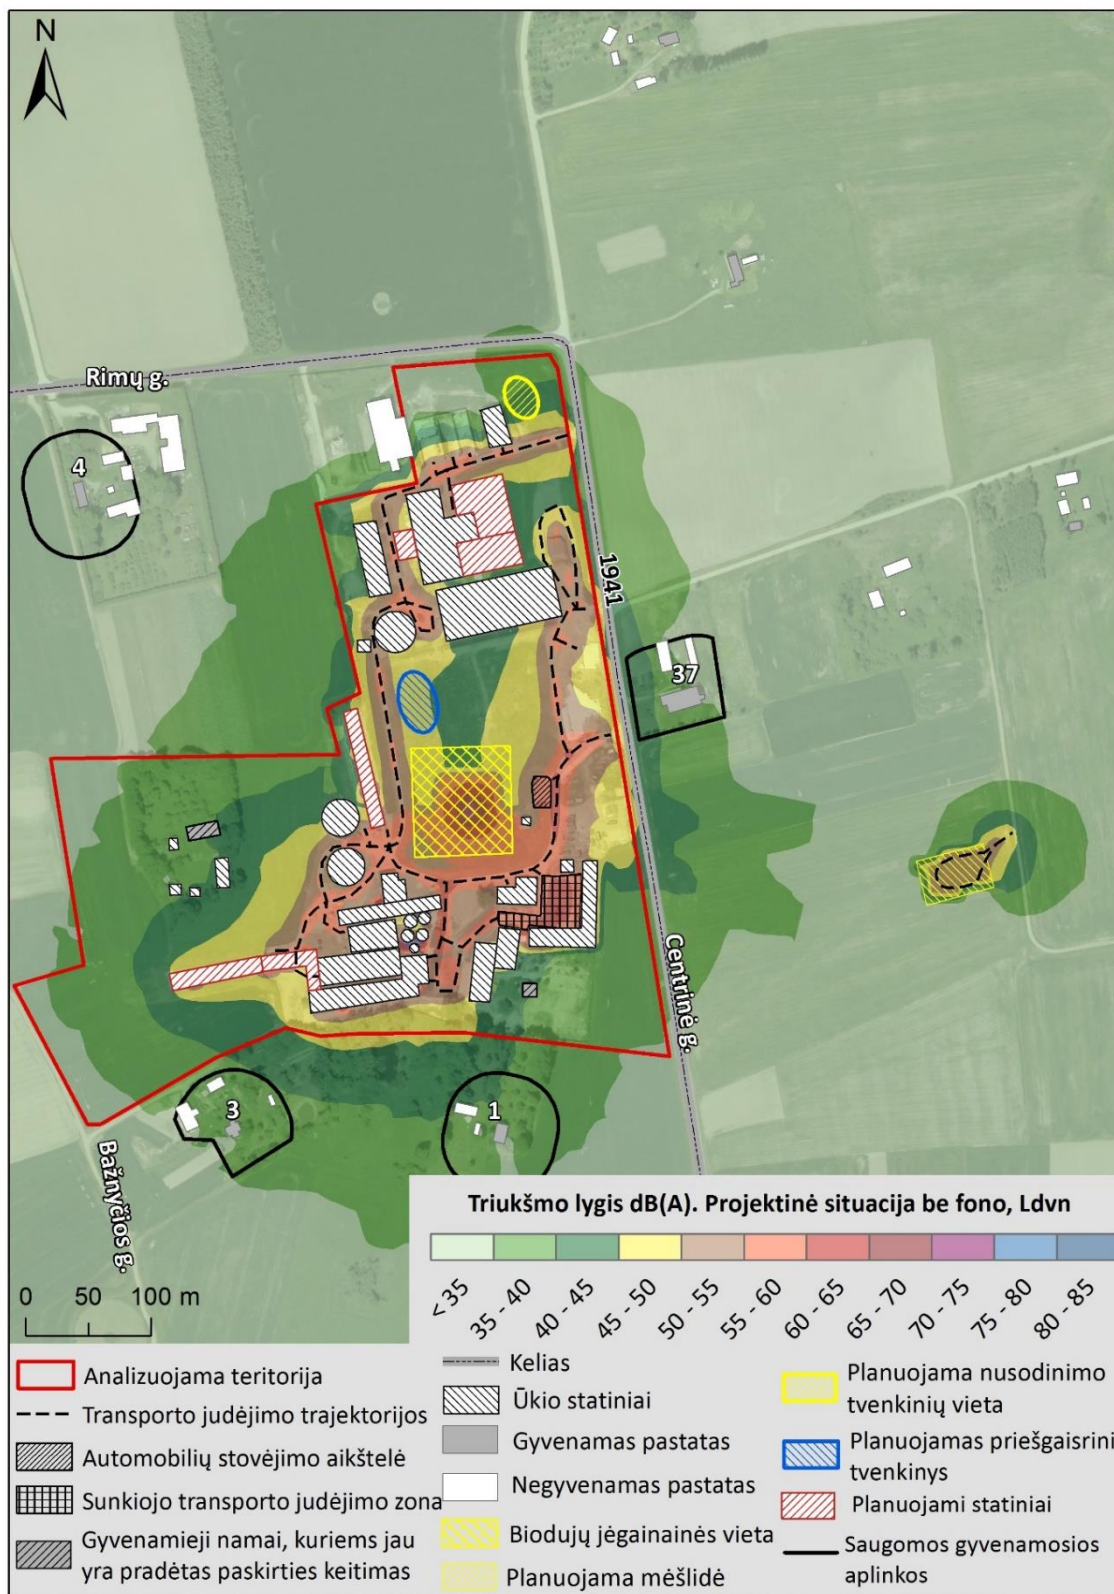 N
Rimų g.
4
1941
37
Centrinė g.
3
1
Bažnyčios g.
0 50 100 m
Triukšmo lygis dB(A). Projektinė situacija be fono, Ldvn
< 35
35 - 40
40 - 45
45 - 50
50 - 55
55 - 60
60 - 65
65 - 70
70 - 75
75 - 80
80 - 85
Analizuojama teritorija
Transporto judėjimo trajektorijos
Automobilių stovėjimo aikštelė
Sunkiojo transporto judėjimo zona
Gyvenamieji namai, kuriems jau
yra pradėtas paskirties keitimas
Kelias
Ūkio statiniai
Gyvenamas pastatas
Negyvenamas pastatas
Biodujų jėgainainės vieta
Planuojama mėšlidė
Planuojama nusodinimo
tvenkinių vieta
Planuojamas priešgaisrini
tvenkinys
Planuojami statiniai
Saugomos gyvenamosios
aplinkos